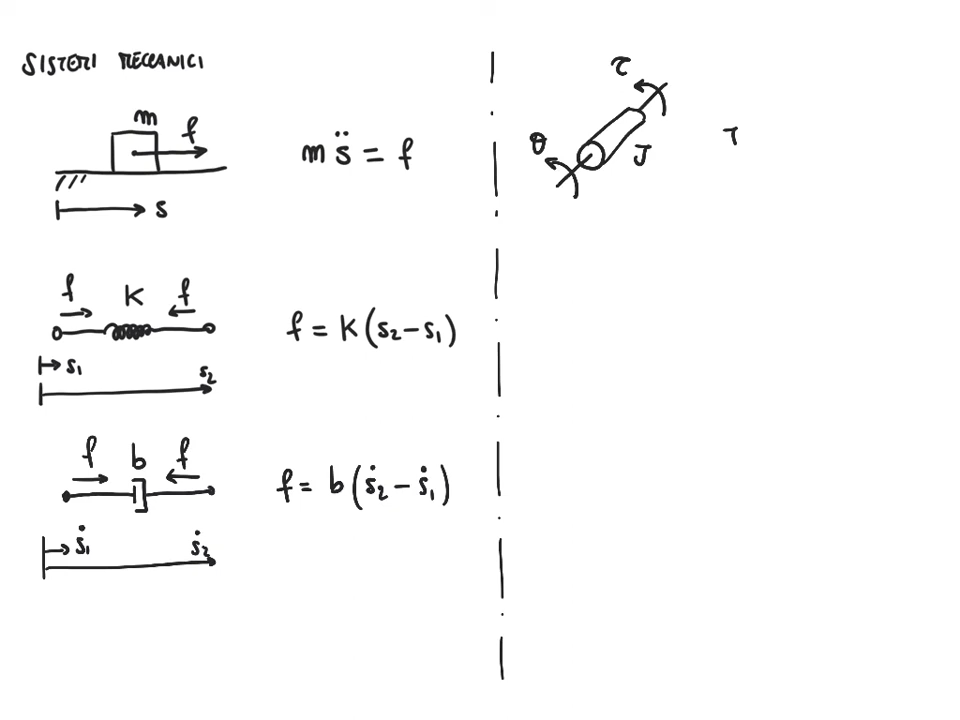 SISTEMI MECCANICI
m
f
m s̈ = f
s
f K f
f = K(s₂ - s₁)
s₁ s₂
f b f
f = b(ṡ₂ - ṡ₁)
ṡ₁ ṡ₂
τ
θ
J